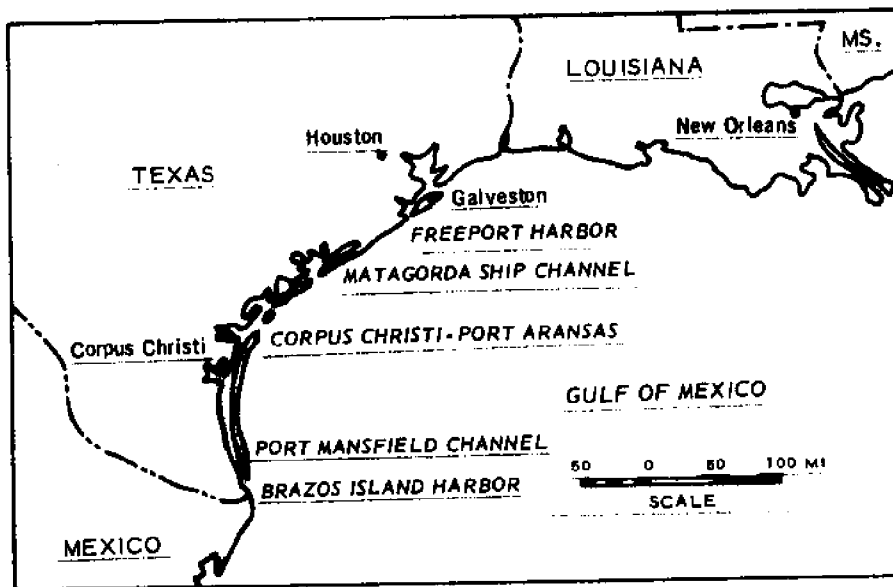 MS.
LOUISIANA
New Orleans
Houston
TEXAS
Galveston
FREEPORT HARBOR
MATAGORDA SHIP CHANNEL
CORPUS CHRISTI - PORT ARANSAS
Corpus Christi
GULF OF MEXICO
PORT MANSFIELD CHANNEL
50 0 50 100 MI
SCALE
BRAZOS ISLAND HARBOR
MEXICO